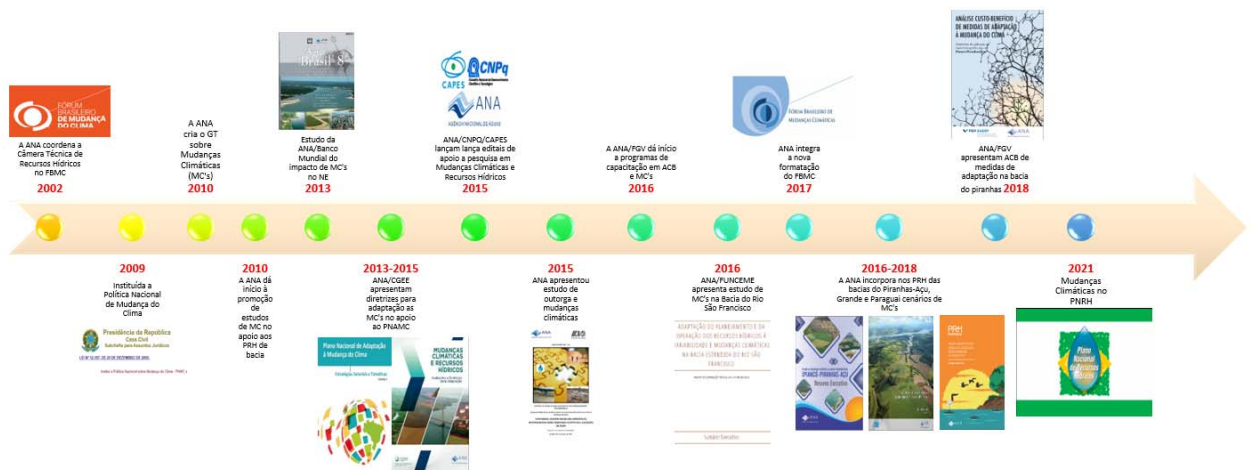 FÓRUM
BRASILEIRO
DE MUDANÇA
DO CLIMA
A ANA coordena a
Câmera Técnica de
Recursos Hídricos
no FBMC
2002
2009
Instituída a
Política Nacional
de Mudança do
Clima
Presidência da República
Casa Civil
Subchefia para Assuntos Jurídicos
A ANA
cria o GT
sobre
Mudanças
Climáticas
(MC's)
2010
2010
A ANA dá
início à
promoção
de
estudos
de MC no
apoio aos
PRH de
bacia
Brasil 8
Estudo da
ANA/Banco
Mundial do
impacto de MC's
no NE
2013
2013-2015
ANA/CGEE
apresentam
diretrizes para
adaptação as
MC's no apoio
ao PNAMC
Plano Nacional de Adaptação
à Mudança do Clima
MUDANÇAS
CLIMÁTICAS
E RECURSOS
HÍDRICOS
CAPES
CNPq
ANA
AGÊNCIA NACIONAL DE ÁGUAS
ANA/CNPQ/CAPES
lançam lança editais de
apoio a pesquisa em
Mudanças Climáticas e
Recursos Hídricos
2015
2015
ANA apresentou
estudo de
outorga e
mudanças
climáticas
A ANA/FGV dá início
a programas de
capacitação em ACB
e MC's
2016
2016
ANA/FUNCEME
apresenta estudo de
MC's na Bacia do Rio
São Francisco
ADAPTAÇÃO DO PLANEJAMENTO E DA
OPERAÇÃO DOS RECURSOS HÍDRICOS À
VARIABILIDADE E MUDANÇAS CLIMÁTICAS
NA BACIA ESTENDIDA DO RIO SÃO
FRANCISCO
Sumário Executivo
FÓRUM BRASILEIRO DE
MUDANÇAS CLIMÁTICAS
ANA integra
a nova
formatação
do FBMC
2017
2016-2018
A ANA incorpora nos PRH das
bacias do Piranhas-Açu,
Grande e Paraguai cenários de
MC's
PIANCÓ-PIRANHAS-AÇU
Resumo Executivo
PRH
ANÁLISE CUSTO-BENEFÍCIO
DE MEDIDAS DE ADAPTAÇÃO
À MUDANÇA DO CLIMA
ANA/FGV
apresentam ACB de
medidas de
adaptação na bacia
do piranhas 2018
2021
Mudanças
Climáticas no
PNRH
Plano
Nacional
de Recursos
Hídricos